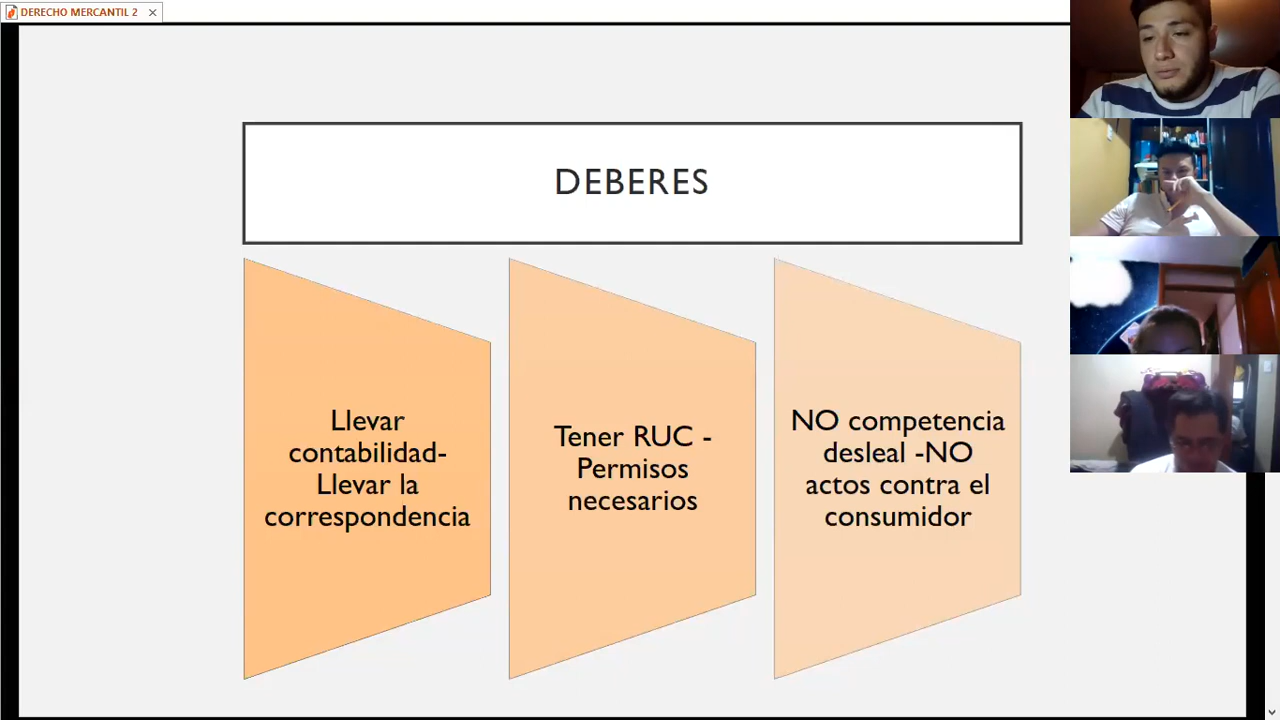 DERECHO MERCANTIL 2
DEBERES
Llevar
contabilidad-
Llevar la
correspondencia
Tener RUC -
Permisos
necesarios
NO competencia
desleal -NO
actos contra el
consumidor